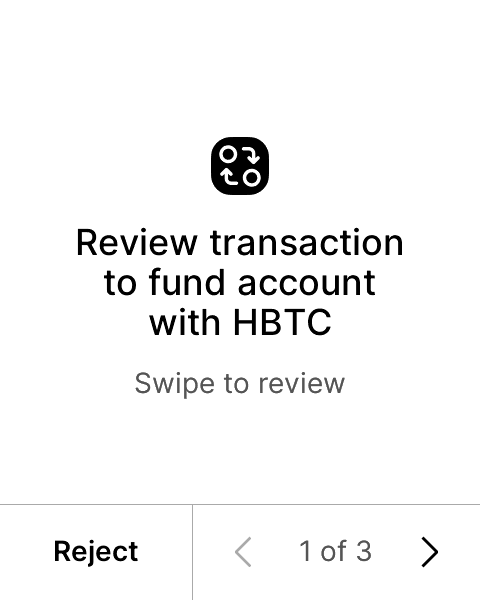 Review transaction
to fund account
with HBTC
Swipe to review
Reject
1 of 3